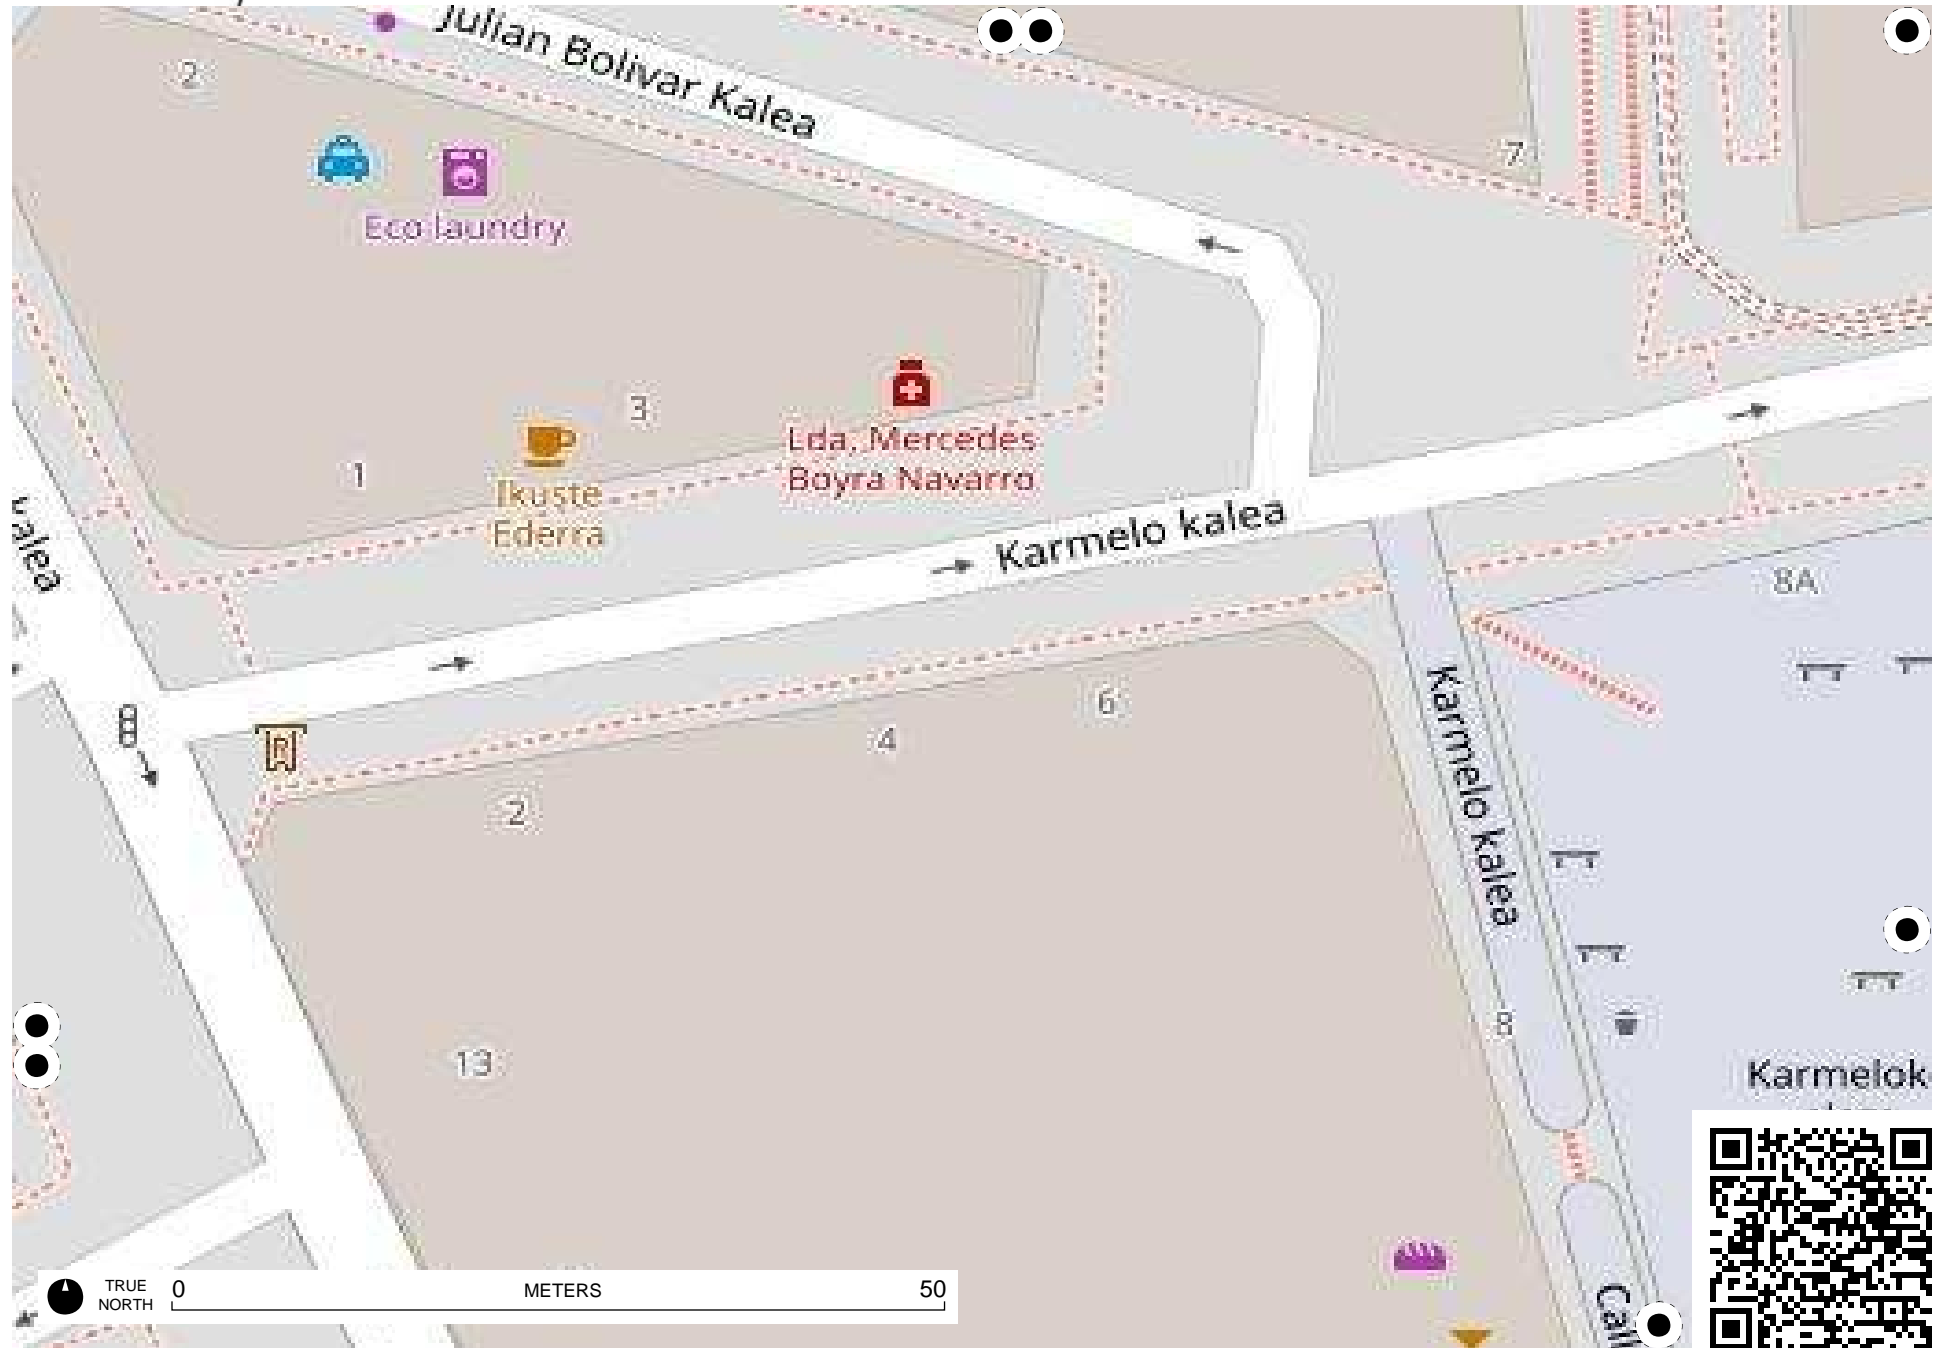 Julian Bolivar Kalea
2
7
Eco laundry
3
Lda. Mercedes
Boyra Navarro
1
Ikuste
Ederra
kalea
Karmelo kalea
8A
6
4
2
Karmelo kalea
8
13
Karmelok
TRUE
NORTH
0
METERS
50